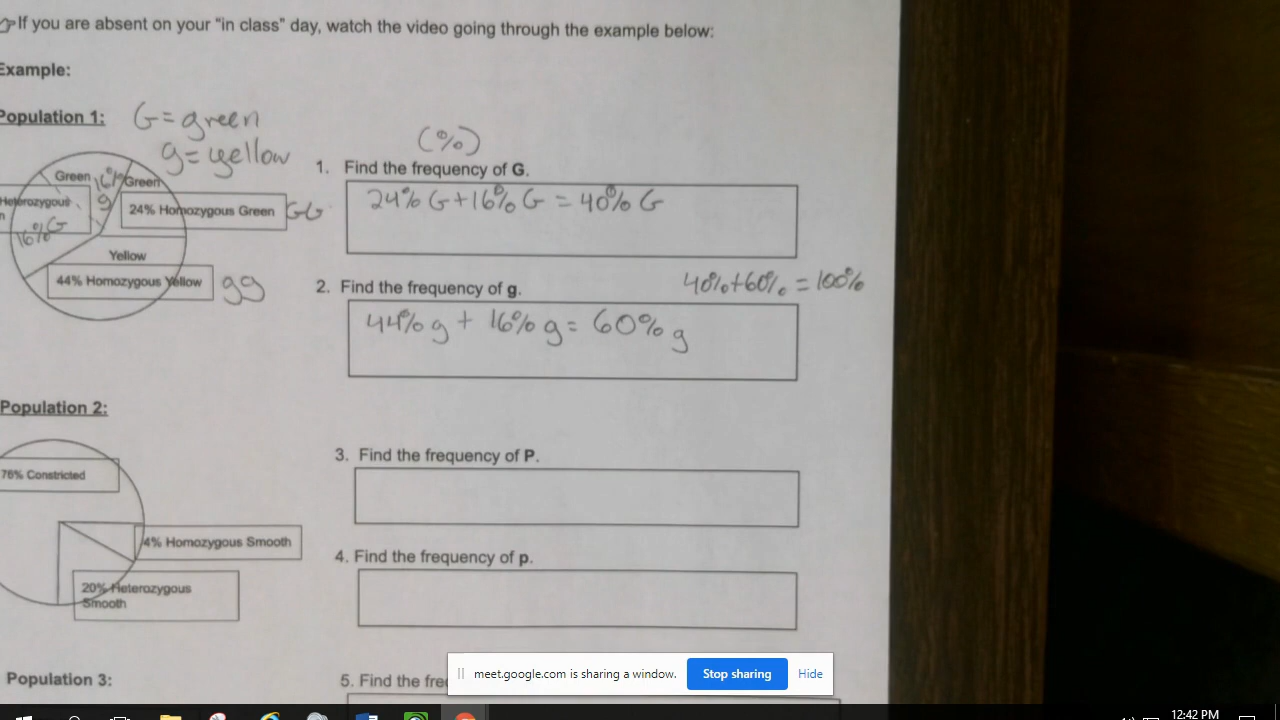 If you are absent on your "in class" day, watch the video going through the example below:
Example:
Population 1: G = green
g = yellow
(%)
1. Find the frequency of G.
24% G + 16% G = 40% G
Green 16% g Green
Heterozygous
16% G
24% Homozygous Green GG
Yellow
44% Homozygous Yellow gg
2. Find the frequency of g.
40% + 60% = 100%
44% g + 16% g = 60% g
Population 2:
76% Constricted
4% Homozygous Smooth
20% Heterozygous
Smooth
3. Find the frequency of P.
4. Find the frequency of p.
Population 3:
5. Find the fre
meet.google.com is sharing a window. Stop sharing Hide
12:42 PM